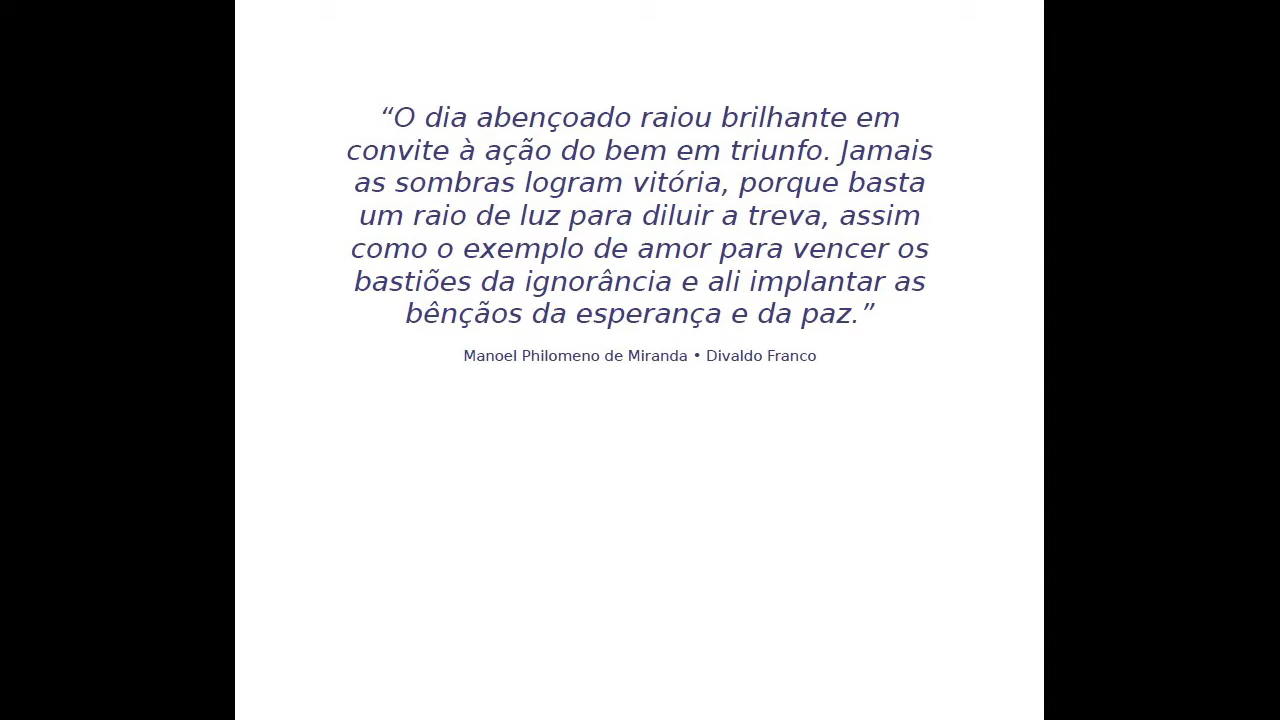 “O dia abençoado raiou brilhante em
convite à ação do bem em triunfo. Jamais
as sombras logram vitória, porque basta
um raio de luz para diluir a treva, assim
como o exemplo de amor para vencer os
bastiões da ignorância e ali implantar as
bênçãos da esperança e da paz.”
Manoel Philomeno de Miranda • Divaldo Franco